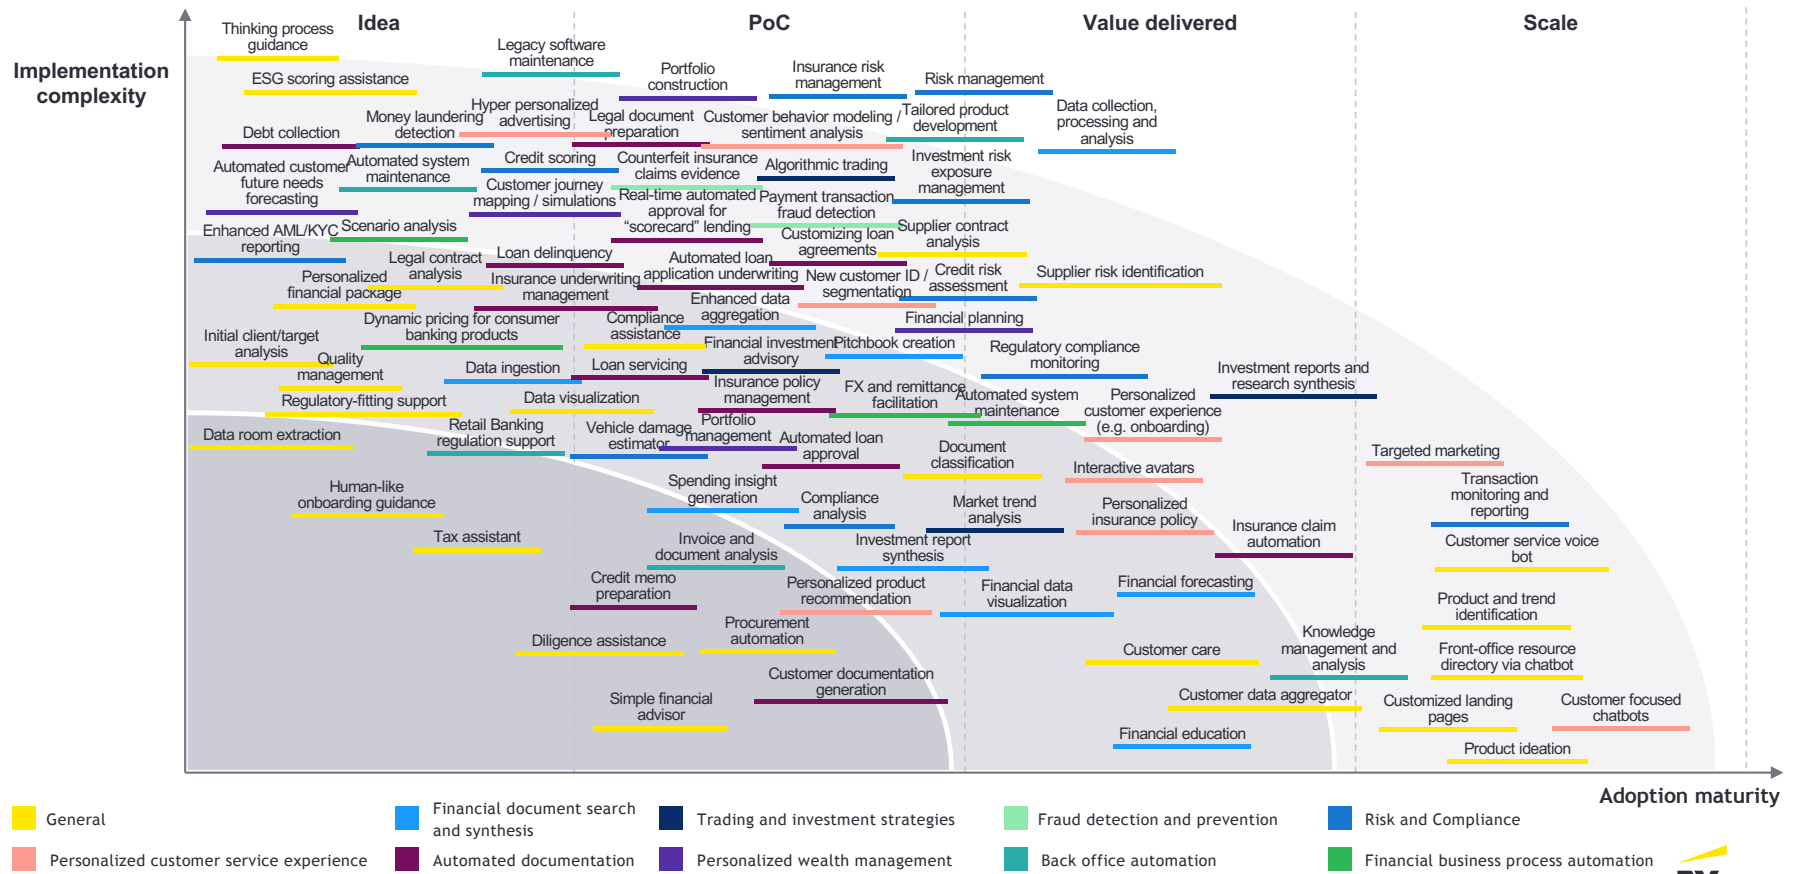 Idea
PoC
Value delivered
Scale
Implementation
complexity
Thinking process
guidance
ESG scoring assistance
Legacy software
maintenance
Portfolio
construction
Insurance risk
management
Risk management
Data collection,
processing and
analysis
Debt collection
Money laundering
detection
Hyper personalized
advertising
Legal document
preparation
Customer behavior modeling /
sentiment analysis
Tailored product
development
Automated customer
future needs
forecasting
Automated system
maintenance
Credit scoring
Customer journey
mapping / simulations
Counterfeit insurance
claims evidence
Algorithmic trading
Investment risk
exposure
management
Real-time automated
approval for
“scorecard” lending
Payment transaction
fraud detection
Enhanced AML/KYC
reporting
Scenario analysis
Customizing loan
agreements
Supplier contract
analysis
Legal contract
analysis
Loan delinquency
Automated loan
application underwriting
New customer ID /
segmentation
Credit risk
assessment
Supplier risk identification
Personalized
financial package
Insurance underwriting
management
Enhanced data
aggregation
Financial planning
Initial client/target
analysis
Dynamic pricing for consumer
banking products
Compliance
assistance
Financial investment
advisory
Pitchbook creation
Regulatory compliance
monitoring
Quality
management
Data ingestion
Loan servicing
Insurance policy
management
FX and remittance
facilitation
Automated system
maintenance
Personalized
customer experience
(e.g. onboarding)
Investment reports and
research synthesis
Regulatory-fitting support
Data visualization
Data room extraction
Retail Banking
regulation support
Vehicle damage
estimator
Portfolio
management
Automated loan
approval
Document
classification
Interactive avatars
Targeted marketing
Human-like
onboarding guidance
Spending insight
generation
Compliance
analysis
Market trend
analysis
Personalized
insurance policy
Insurance claim
automation
Transaction
monitoring and
reporting
Tax assistant
Invoice and
document analysis
Investment report
synthesis
Customer service voice
bot
Credit memo
preparation
Personalized product
recommendation
Financial data
visualization
Financial forecasting
Product and trend
identification
Diligence assistance
Procurement
automation
Customer care
Knowledge
management and
analysis
Front-office resource
directory via chatbot
Simple financial
advisor
Customer documentation
generation
Customer data aggregator
Customized landing
pages
Customer focused
chatbots
Financial education
Product ideation
Adoption maturity
General
Financial document search
and synthesis
Trading and investment strategies
Fraud detection and prevention
Risk and Compliance
Personalized customer service experience
Automated documentation
Personalized wealth management
Back office automation
Financial business process automation